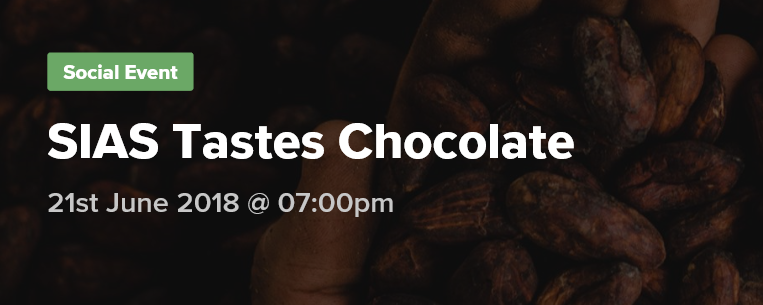 Social Event
SIAS Tastes Chocolate
21st June 2018 @ 07:00pm